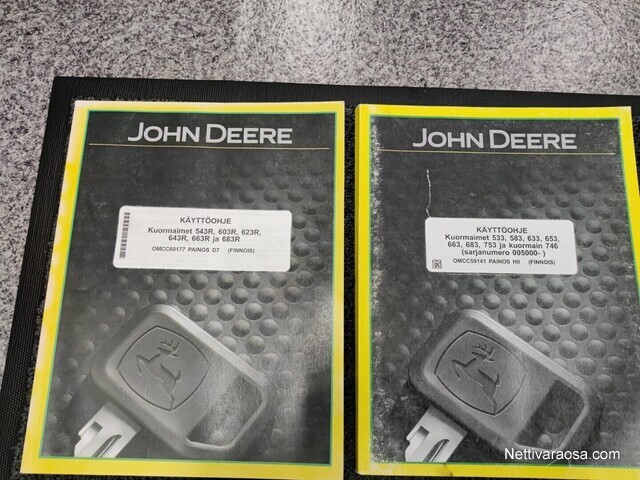 JOHN DEERE
KÄYTTÖOHJE
Kuormaimet 543R, 603R, 623R,
643R, 663R ja 683R
OMCC60177 PAINOS D7 (FINNOIS)
JOHN DEERE
KÄYTTÖOHJE
Kuormaimet 533, 583, 633, 653,
663, 683, 753 ja kuormain 746
(sarjanumero 005000- )
OMCC59141 PAINOS H0 (FINNOIS)
Nettivaraosa.com